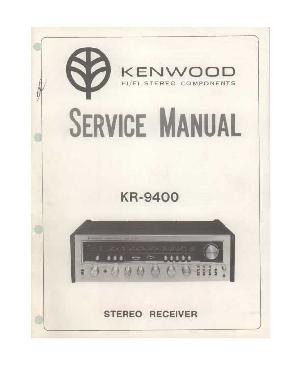 KENWOOD
HI/FI STEREO COMPONENTS
SERVICE MANUAL
KR-9400
STEREO RECEIVER